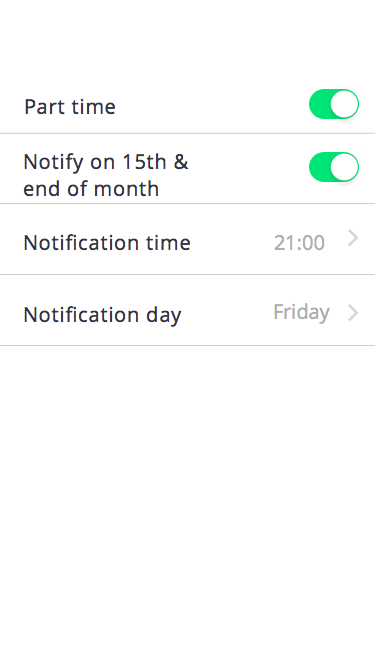 Part time
Notify on 15th &
end of month
Notification time 21:00
Notification day Friday